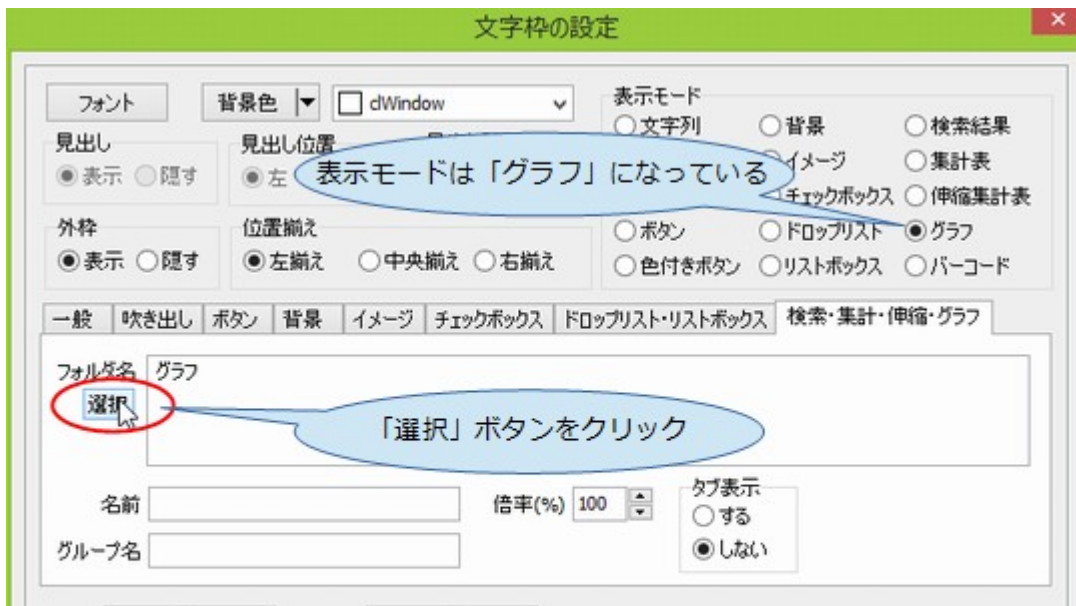 文字枠の設定
フォント 背景色 clWindow
表示モード
文字列 背景 検索結果
見出し
表示 隠す
見出し位置
左
表示モードは「グラフ」になっている
イメージ 集計表
チェックボックス 伸縮集計表
ボタン ドロップリスト グラフ
色付きボタン リストボックス バーコード
外枠
表示 隠す
位置揃え
左揃え 中央揃え 右揃え
一般 吹き出し ボタン 背景 イメージ チェックボックス ドロップリスト・リストボックス 検索・集計・伸縮・グラフ
フォルダ名 グラフ
選択
「選択」ボタンをクリック
名前 倍率(%) 100
グループ名
タブ表示
する
しない